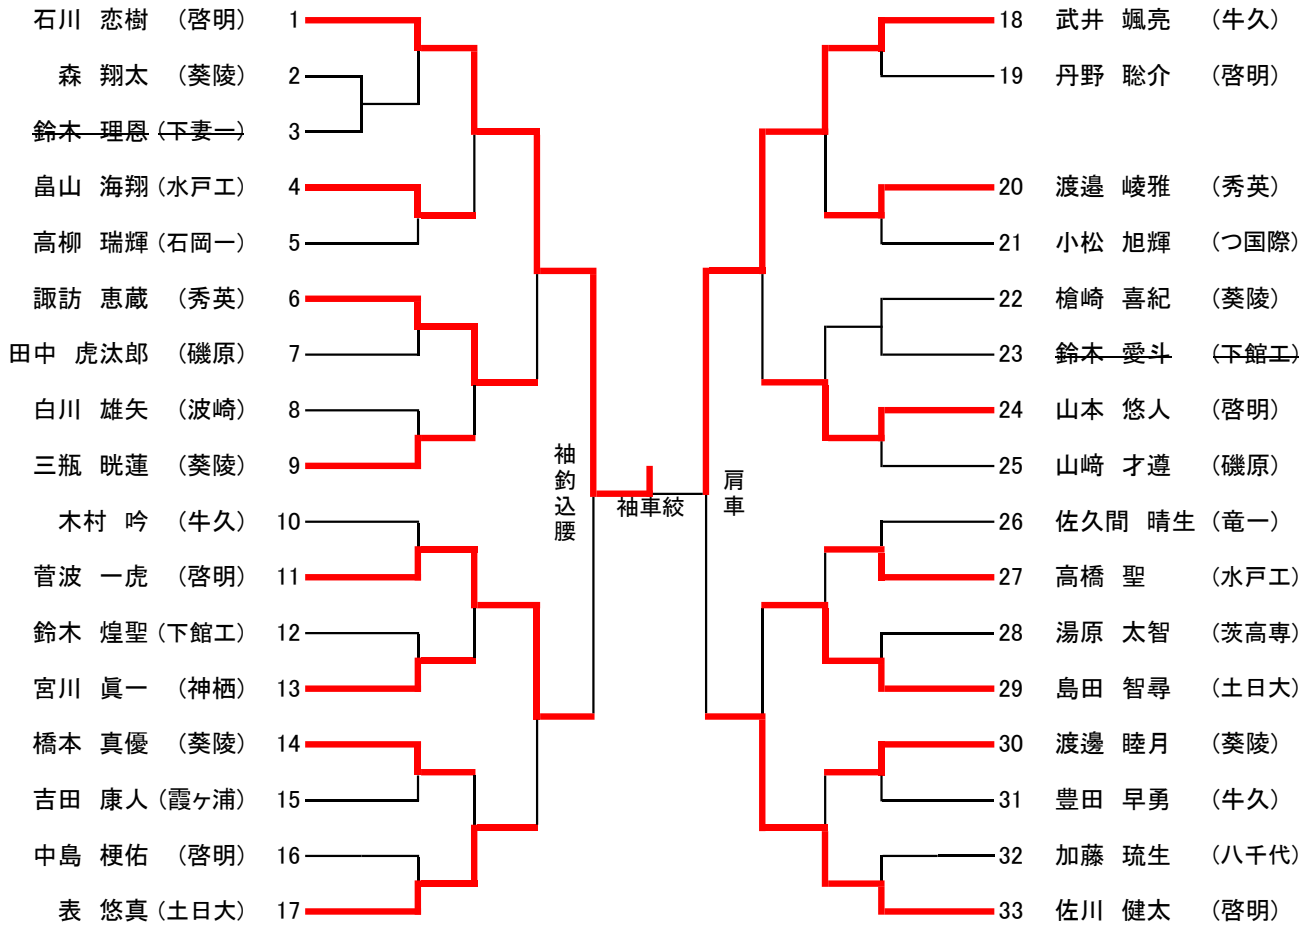 石川 恋樹 (啓明) 1
森 翔太 (葵陵) 2
鈴木 理恩 (下妻一) 3
畠山 海翔 (水戸工) 4
高柳 瑞輝 (石岡一) 5
諏訪 恵蔵 (秀英) 6
田中 虎汰郎 (磯原) 7
白川 雄矢 (波崎) 8
三瓶 晄蓮 (葵陵) 9
木村 吟 (牛久) 10
菅波 一虎 (啓明) 11
鈴木 煌聖 (下館工) 12
宮川 眞一 (神栖) 13
橋本 真優 (葵陵) 14
吉田 康人 (霞ヶ浦) 15
中島 梗佑 (啓明) 16
表 悠真 (土日大) 17
袖釣込腰
袖車絞
肩車
18 武井 颯亮 (牛久)
19 丹野 聡介 (啓明)
20 渡邉 崚雅 (秀英)
21 小松 旭輝 (つ国際)
22 槍崎 喜紀 (葵陵)
23 鈴木 愛斗 (下館工)
24 山本 悠人 (啓明)
25 山﨑 才遵 (磯原)
26 佐久間 晴生 (竜一)
27 高橋 聖 (水戸工)
28 湯原 太智 (茨高専)
29 島田 智尋 (土日大)
30 渡邊 睦月 (葵陵)
31 豊田 早勇 (牛久)
32 加藤 琉生 (八千代)
33 佐川 健太 (啓明)